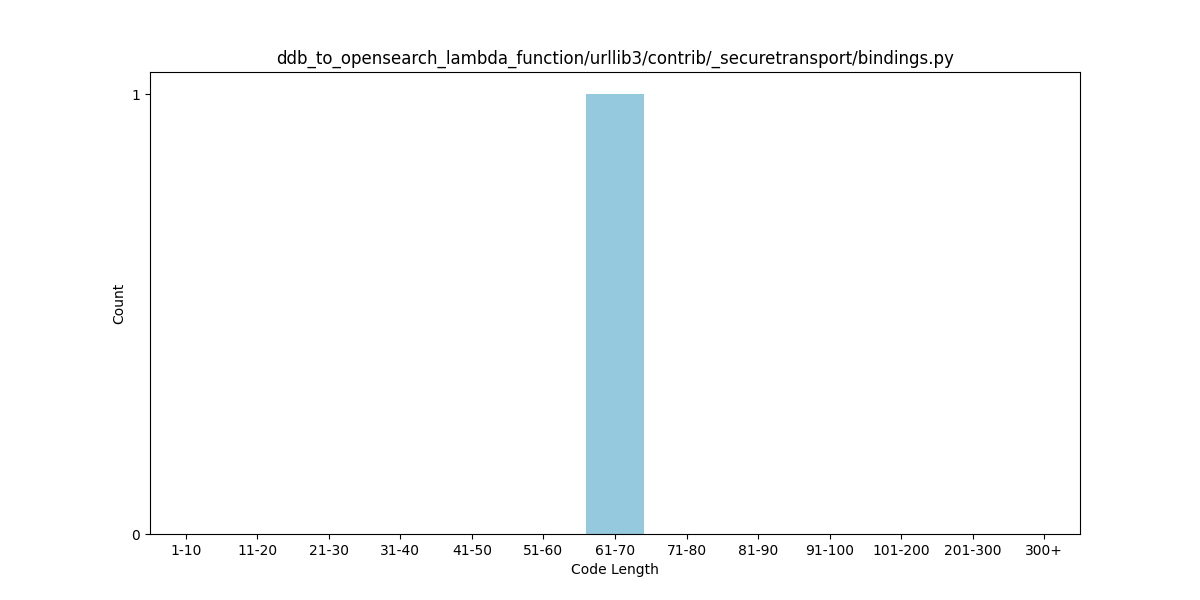 ddb_to_opensearch_lambda_function/urllib3/contrib/_securetransport/bindings.py
1
Count
0
1-10 11-20 21-30 31-40 41-50 51-60 61-70 71-80 81-90 91-100 101-200 201-300 300+
Code Length